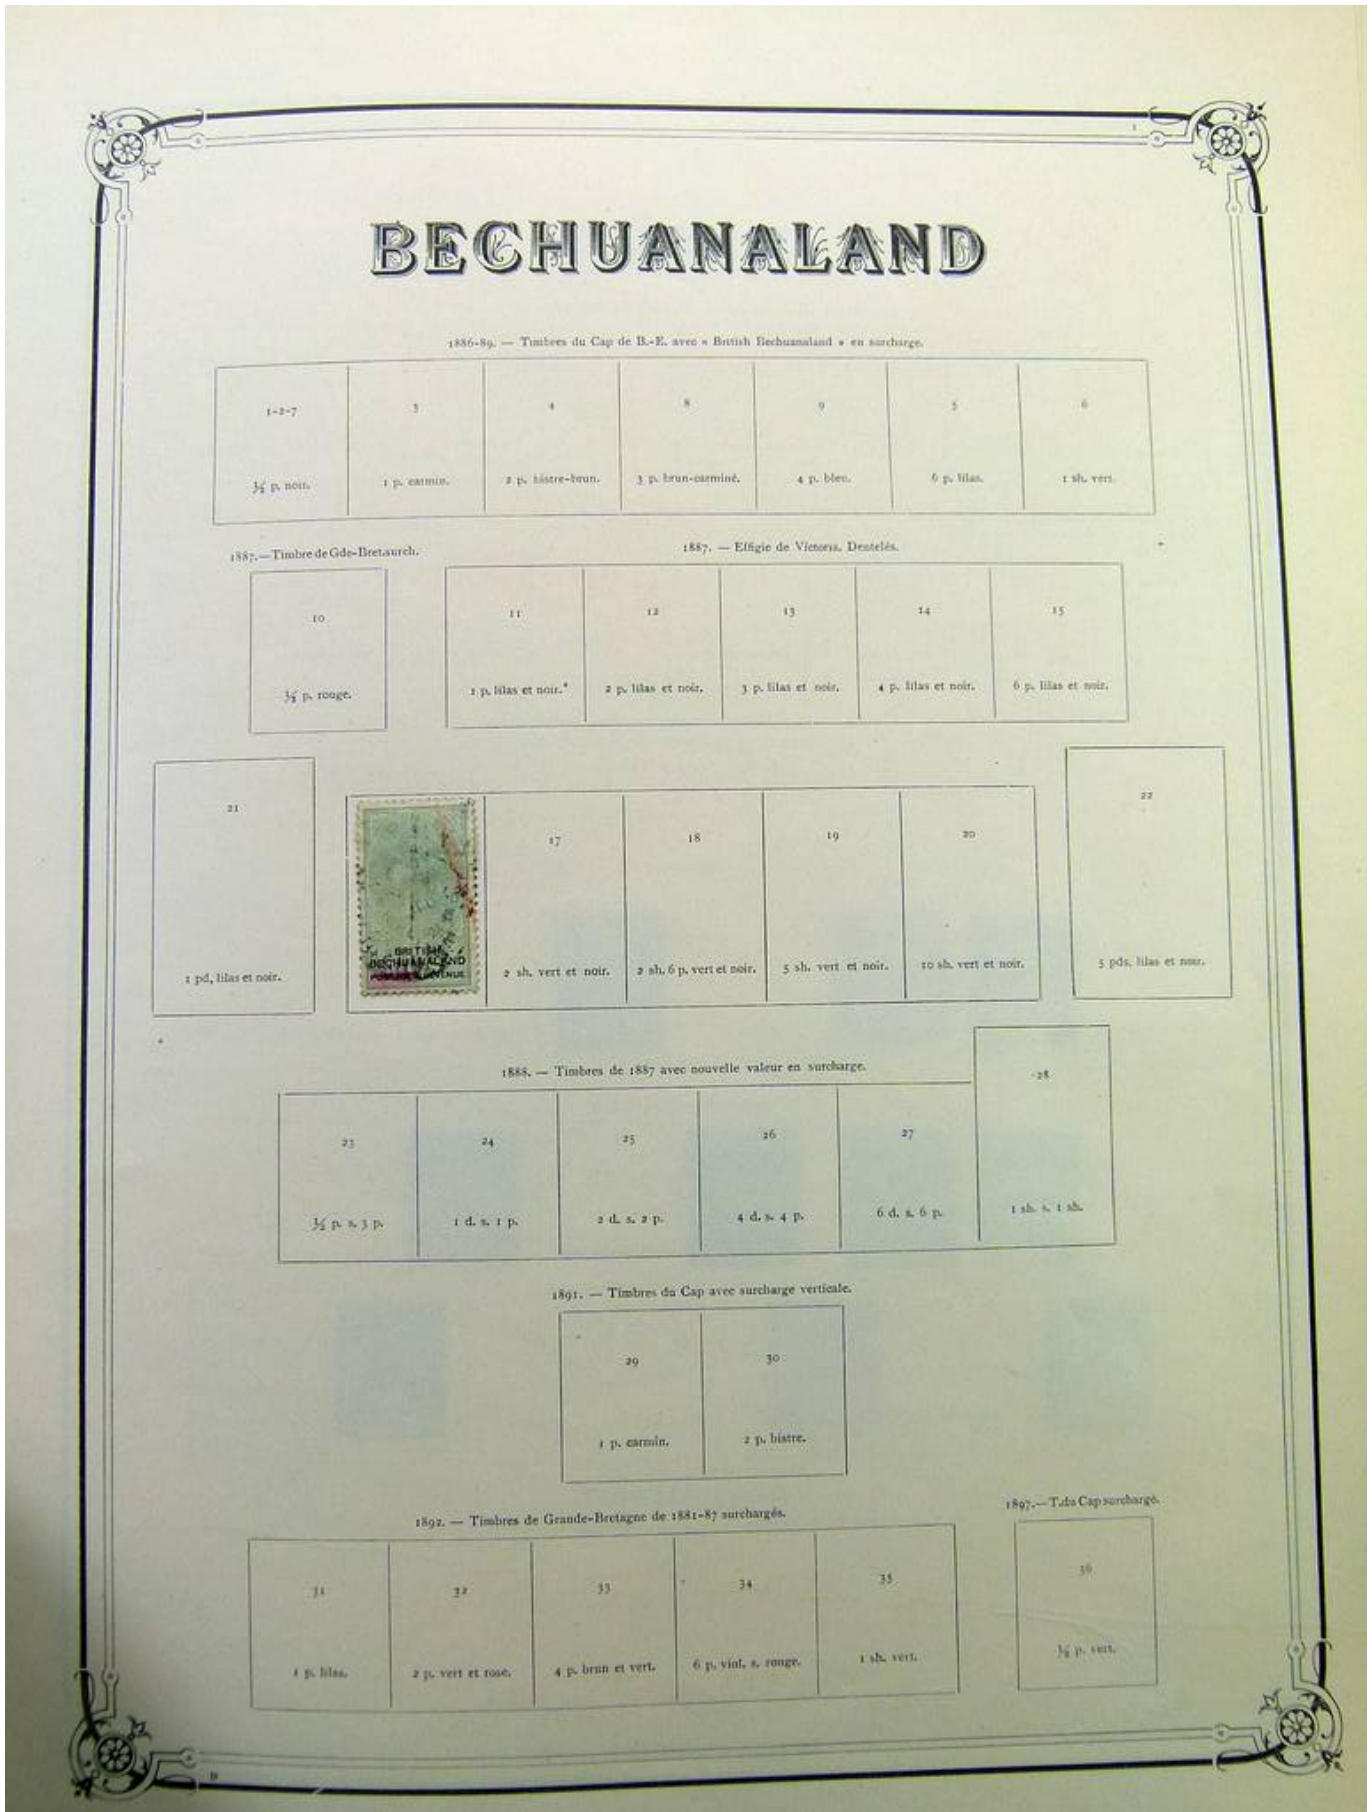 BECHUANALAND
1886-89. — Timbres du Cap de B.-E. avec « British Bechuanaland » en surcharge.
1-2-7 3 4 8 9 5 6
½ p. noir. 1 p. carmin. 2 p. bistre-brun. 3 p. brun-carminé. 4 p. bleu. 6 p. lilas. 1 sh. vert.
1887.—Timbre de Gde-Bret.surch. 1887. — Effigie de Victoria. Dentelés.
10 11 12 13 14 15
½ p. rouge. 1 p. lilas et noir.* 2 p. lilas et noir. 3 p. lilas et noir. 4 p. lilas et noir. 6 p. lilas et noir.
21 17 18 19 20 22
BRITISH
BECHUANALAND
POSTAGE & REVENUE
1 pd, lilas et noir. 2 sh. vert et noir. 2 sh. 6 p. vert et noir. 5 sh. vert et noir. 10 sh. vert et noir. 5 pds. lilas et noir.
1888. — Timbres de 1887 avec nouvelle valeur en surcharge.
23 24 25 26 27 28
½ p. s. 3 p. 1 d. s. 1 p. 2 d. s. 2 p. 4 d. s. 4 p. 6 d. s. 6 p. 1 sh. s. 1 sh.
1891. — Timbres du Cap avec surcharge verticale.
29 30
1 p. carmin. 2 p. bistre.
1892. — Timbres de Grande-Bretagne de 1881-87 surchargés. 1897.—T.du Cap surchargé.
31 32 33 34 35 36
1 p. lilas. 2 p. vert et rose. 4 p. brun et vert. 6 p. viol. s. rouge. 1 sh. vert. ½ p. vert.